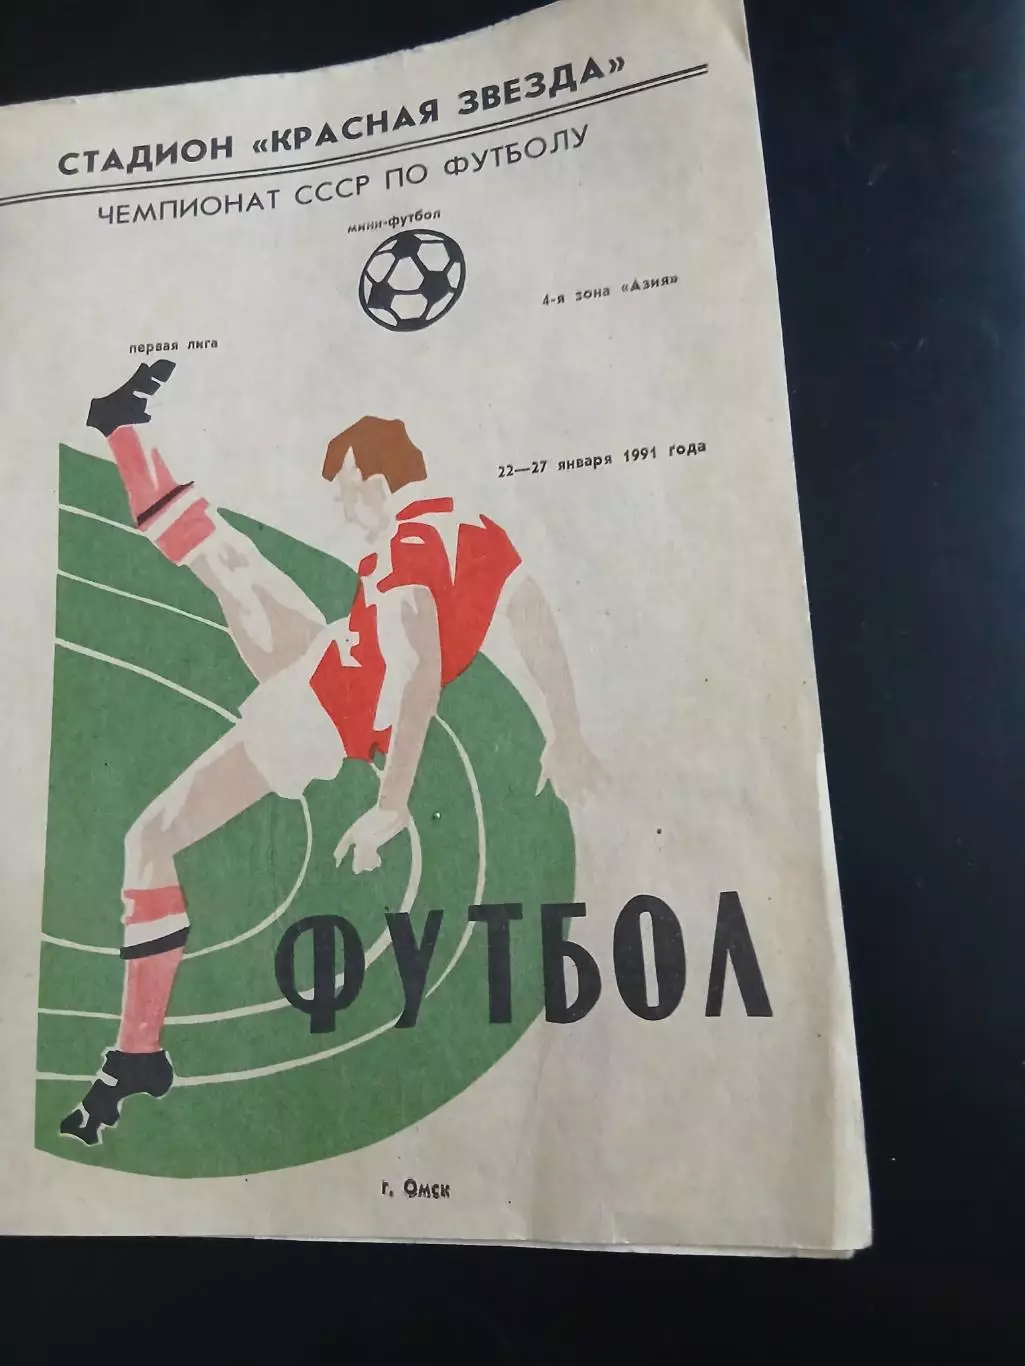 СТАДИОН «КРАСНАЯ ЗВЕЗДА»
ЧЕМПИОНАТ СССР ПО ФУТБОЛУ
мини-футбол
4-я зона «Азия»
первая лига
22—27 января 1991 года
ФУТБОЛ
г. Омск